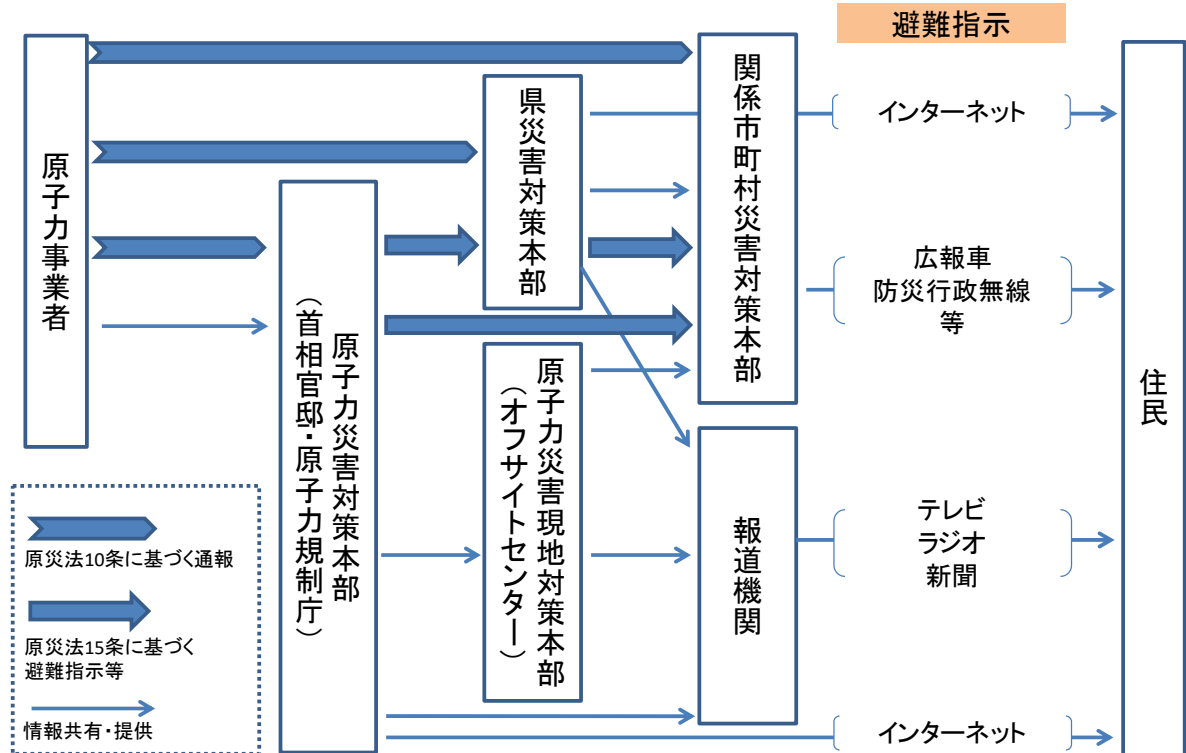 避難指示
原子力事業者
原子力災害対策本部
（首相官邸・原子力規制庁）
県災害対策本部
原子力災害現地対策本部
（オフサイトセンター）
関係市町村災害対策本部
報道機関
インターネット
広報車
防災行政無線
等
テレビ
ラジオ
新聞
インターネット
住民
原災法10条に基づく通報
原災法15条に基づく
避難指示等
情報共有・提供